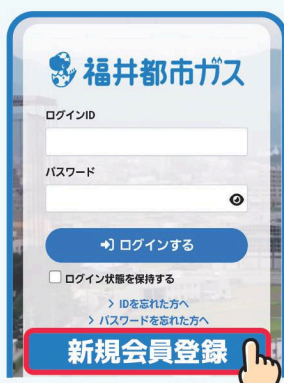 福井都市ガス
ログインID
パスワード
ログインする
ログイン状態を保持する
> IDを忘れた方へ
> パスワードを忘れた方へ
新規会員登録